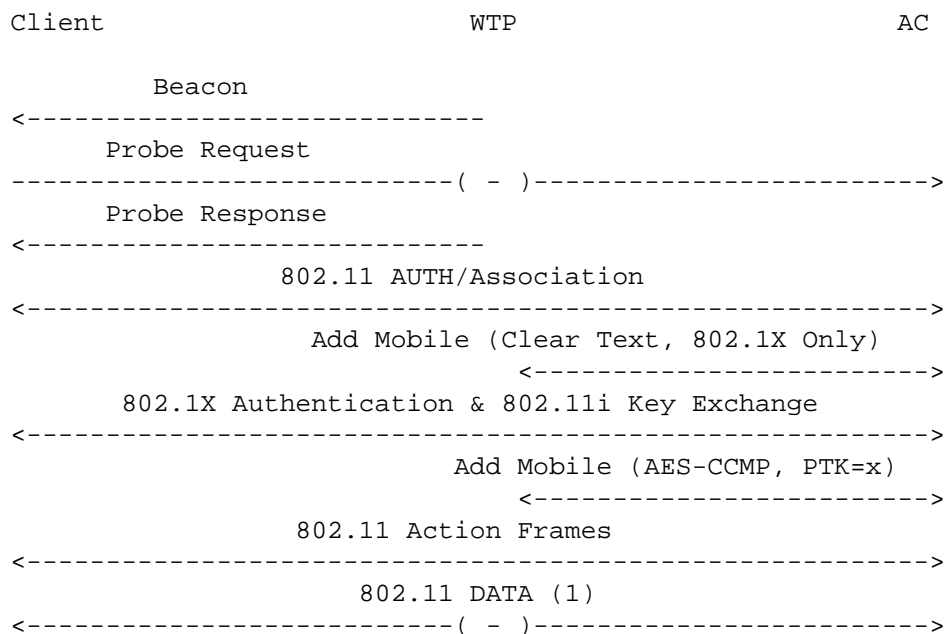 Client                         WTP                          AC

         Beacon
<-----------------------------
      Probe Request
----------------------------( - )------------------------->
      Probe Response
<-----------------------------
                 802.11 AUTH/Association
<--------------------------------------------------------->
                   Add Mobile (Clear Text, 802.1X Only)
                                <------------------------->
       802.1X Authentication & 802.11i Key Exchange
<--------------------------------------------------------->
                            Add Mobile (AES-CCMP, PTK=x)
                                <------------------------->
                  802.11 Action Frames
<--------------------------------------------------------->
                      802.11 DATA (1)
<---------------------------( - )------------------------->